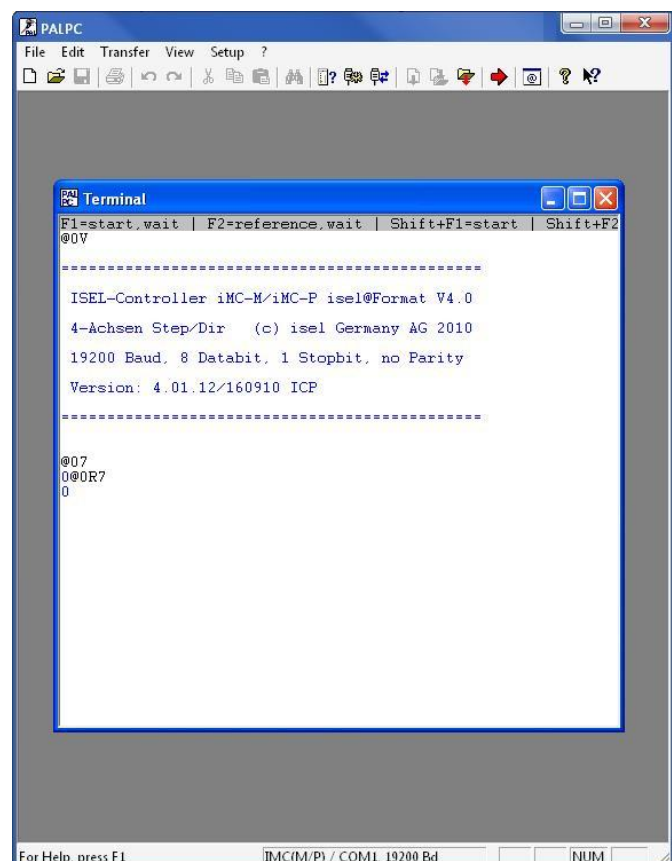 PALPC
File Edit Transfer View Setup ?
Terminal
F1=start,wait | F2=reference,wait | Shift+F1=start | Shift+F2
@0V
===============================================
ISEL-Controller iMC-M/iMC-P isel@Format V4.0
4-Achsen Step/Dir (c) isel Germany AG 2010
19200 Baud, 8 Databit, 1 Stopbit, no Parity
Version: 4.01.12/160910 ICP
===============================================
@07
0@0R7
0
For Help, press F1 IMC(M/P) / COM1, 19200 Bd NUM